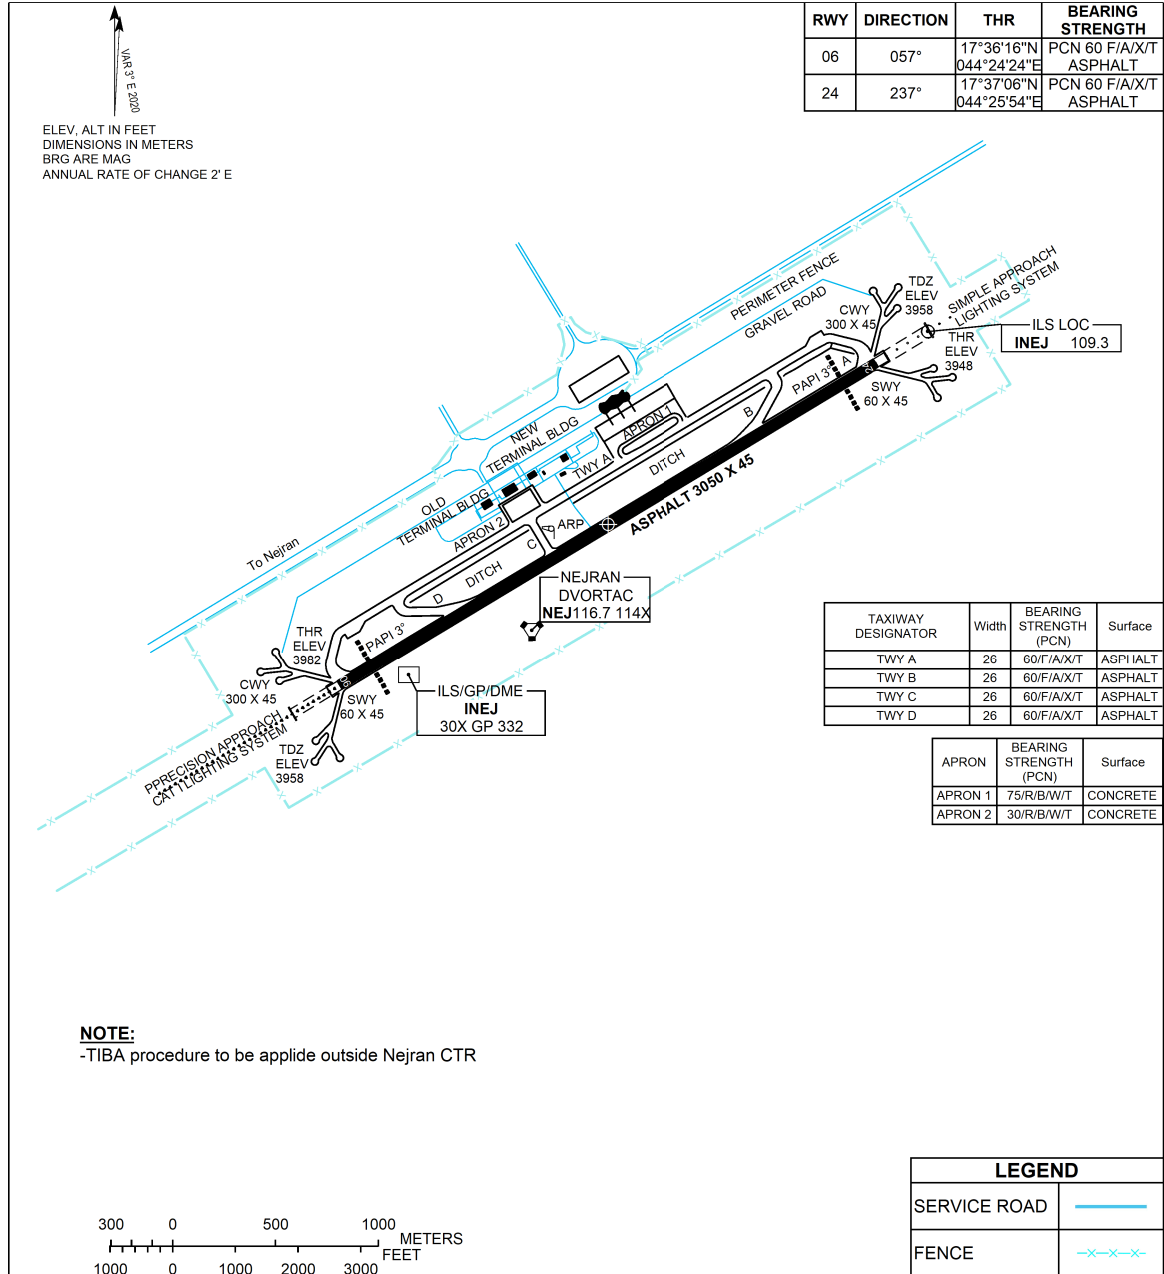 RWY DIRECTION THR BEARING STRENGTH
06 057° 17°36'16"N 044°24'24"E PCN 60 F/A/X/T ASPHALT
24 237° 17°37'06"N 044°25'54"E PCN 60 F/A/X/T ASPHALT
VAR 3° E 2020
ELEV, ALT IN FEET
DIMENSIONS IN METERS
BRG ARE MAG
ANNUAL RATE OF CHANGE 2' E
PERIMETER FENCE
GRAVEL ROAD
TDZ
ELEV
3958
CWY
300 X 45
SIMPLE APPROACH
LIGHTING SYSTEM
ILS LOC
INEJ 109.3
THR
ELEV
3948
SWY
60 X 45
PAPI 3°
A
24
B
NEW
TERMINAL BLDG
APRON 1
TWY A
DITCH
ASPHALT 3050 X 45
OLD
TERMINAL BLDG
APRON 2
ARP
C
DITCH
D
To Nejran
NEJRAN
DVORTAC
NEJ116.7 114X
THR
ELEV
3982
PAPI 3°
06
CWY
300 X 45
SWY
60 X 45
ILS/GP/DME
INEJ
30X GP 332
PPRECISION APPROACH
CAT I LIGHTING SYSTEM
TDZ
ELEV
3958
TAXIWAY DESIGNATOR Width BEARING STRENGTH (PCN) Surface
TWY A 26 60/F/A/X/T ASPHALT
TWY B 26 60/F/A/X/T ASPHALT
TWY C 26 60/F/A/X/T ASPHALT
TWY D 26 60/F/A/X/T ASPHALT
APRON BEARING STRENGTH (PCN) Surface
APRON 1 75/R/B/W/T CONCRETE
APRON 2 30/R/B/W/T CONCRETE
NOTE:
-TIBA procedure to be applide outside Nejran CTR
LEGEND
SERVICE ROAD
FENCE
300 0 500 1000
METERS
FEET
1000 0 1000 2000 3000